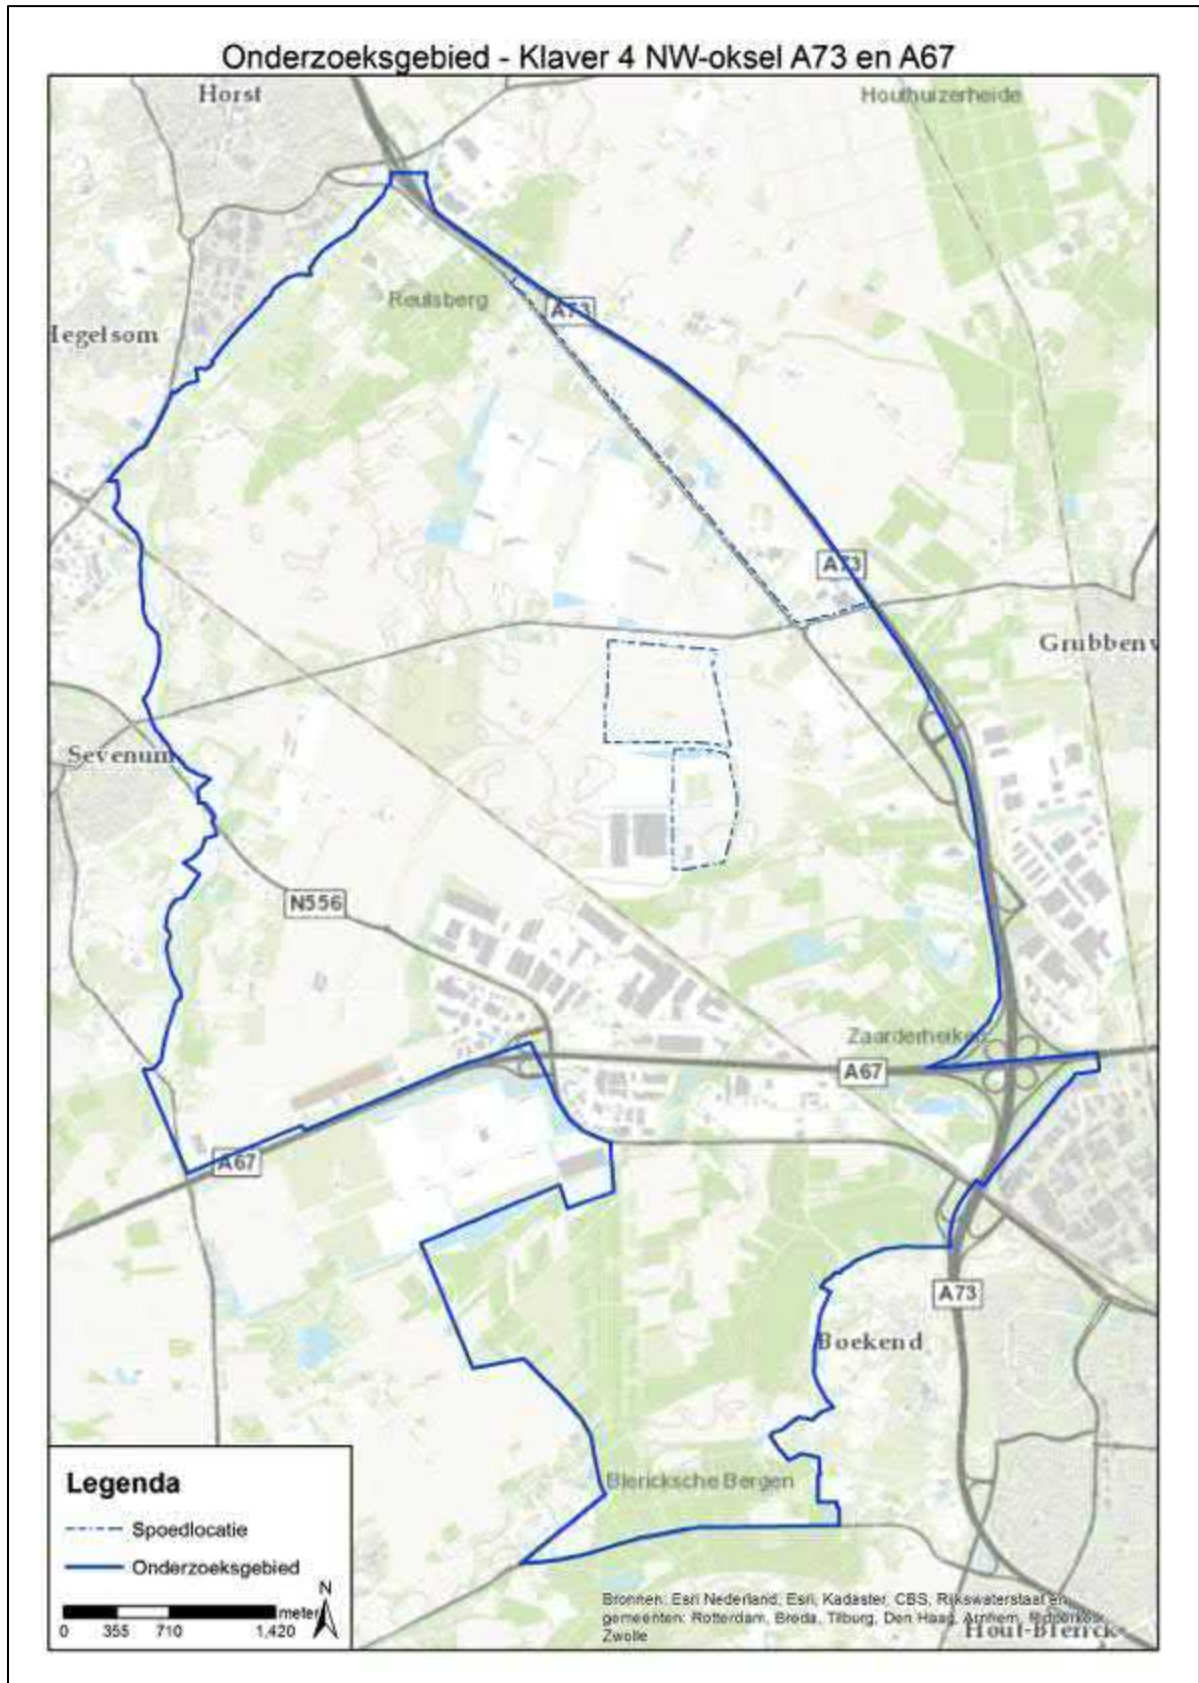 Onderzoeksgebied - Klaver 4 NW-oksel A73 en A67
Horst
Houthuizerheide
Reulsberg
A73
Hegelsom
A73
Grubbenv
Sevenum
N556
Zaarderheiken
A67
A67
A73
Boekend
Blericksche Bergen
Legenda
Spoedlocatie
Onderzoeksgebied
N
meter
0 355 710 1,420
Bronnen: Esri Nederland, Esri, Kadaster, CBS, Rijkswaterstaat en
gemeenten: Rotterdam, Breda, Tilburg, Den Haag, Arnhem, Ridderkerk,
Zwolle
Hout-Blerick